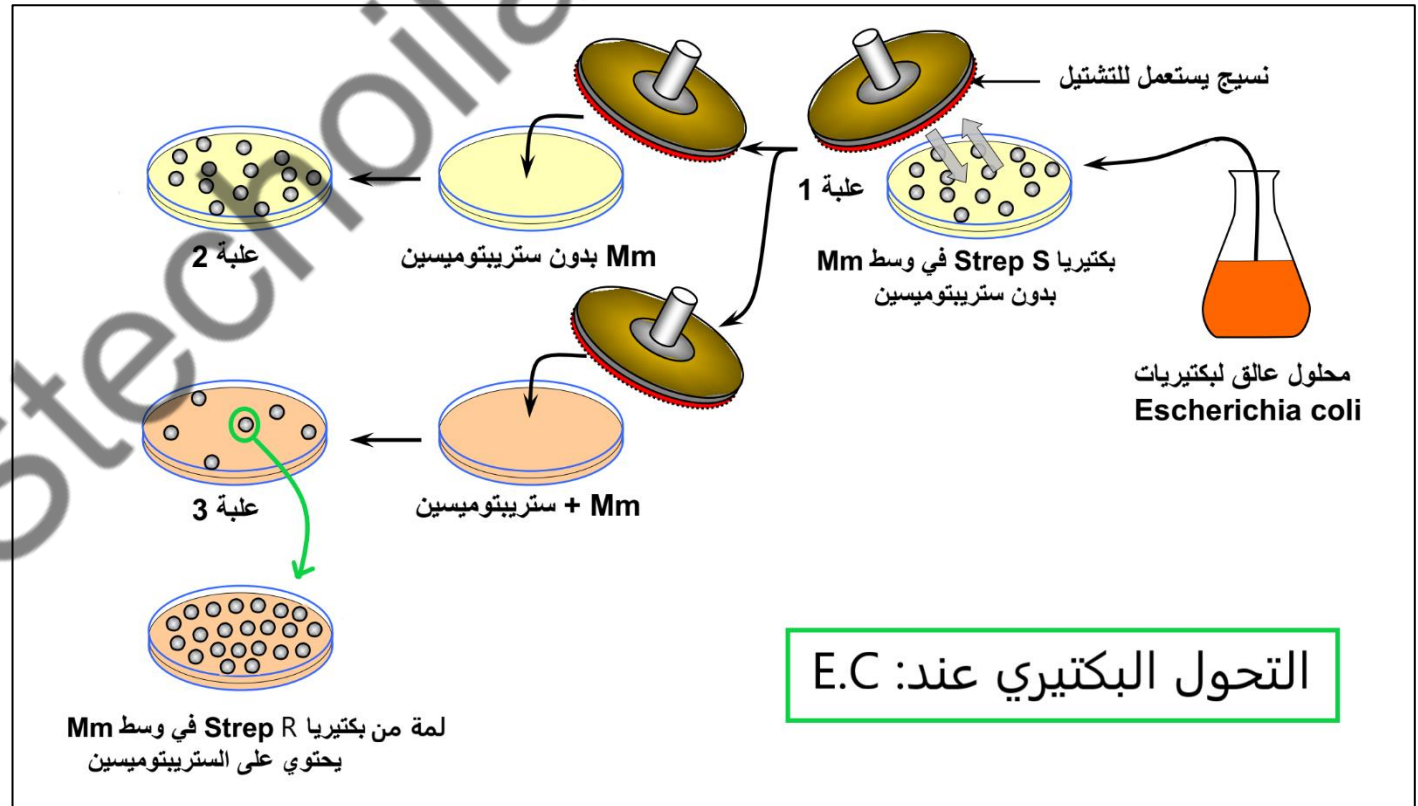 نسيج يستعمل للتشتيل
علبة 1
بكتيريا Strep S في وسط Mm
بدون ستريبتوميسين
محلول عالق لبكتيريات
Escherichia coli
Mm بدون ستريبتوميسين
علبة 2
Mm + ستريبتوميسين
علبة 3
لمة من بكتيريا Strep R في وسط Mm
يحتوي على الستريبتوميسين
التحول البكتيري عند: E.C